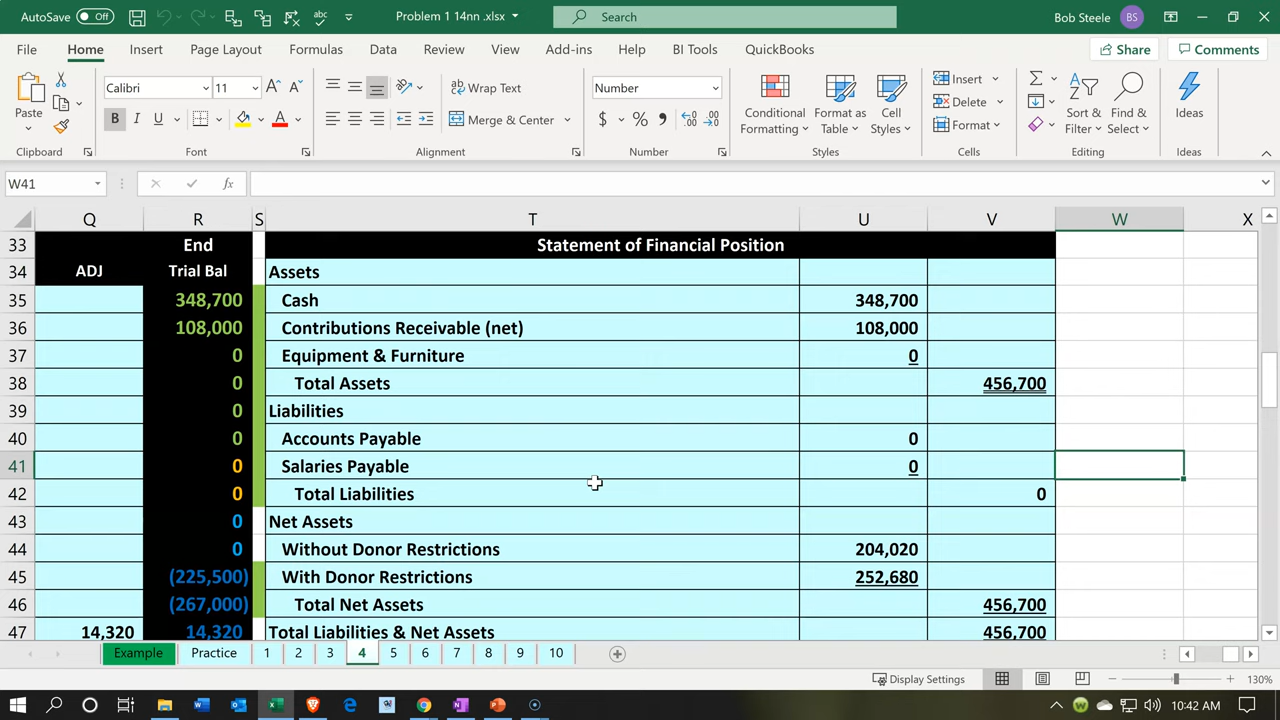 AutoSave Off Problem 1 14nn .xlsx Search Bob Steele BS
File Home Insert Page Layout Formulas Data Review View Add-ins Help BI Tools QuickBooks Share Comments
Calibri 11 A A Wrap Text Number Insert
Paste B I U A Merge & Center $ % Conditional Formatting Format as Table Cell Styles Delete Format Sort & Filter Find & Select Ideas
Clipboard Font Alignment Number Styles Cells Editing Ideas
W41 fx
Q R S T U V W X
33 End Statement of Financial Position
34 ADJ Trial Bal Assets
35 348,700 Cash 348,700
36 108,000 Contributions Receivable (net) 108,000
37 0 Equipment & Furniture 0
38 0 Total Assets 456,700
39 0 Liabilities
40 0 Accounts Payable 0
41 0 Salaries Payable 0
42 0 Total Liabilities 0
43 0 Net Assets
44 0 Without Donor Restrictions 204,020
45 (225,500) With Donor Restrictions 252,680
46 (267,000) Total Net Assets 456,700
47 14,320 14,320 Total Liabilities & Net Assets 456,700
Example Practice 1 2 3 4 5 6 7 8 9 10
Display Settings 130%
10:42 AM